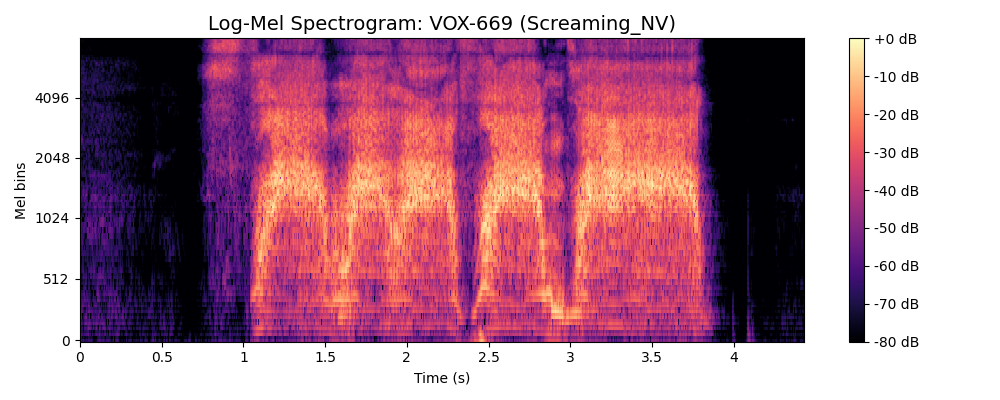 Log-Mel Spectrogram: VOX-669 (Screaming_NV)
Mel bins
4096
2048
1024
512
0
0 0.5 1 1.5 2 2.5 3 3.5 4
Time (s)
+0 dB
-10 dB
-20 dB
-30 dB
-40 dB
-50 dB
-60 dB
-70 dB
-80 dB